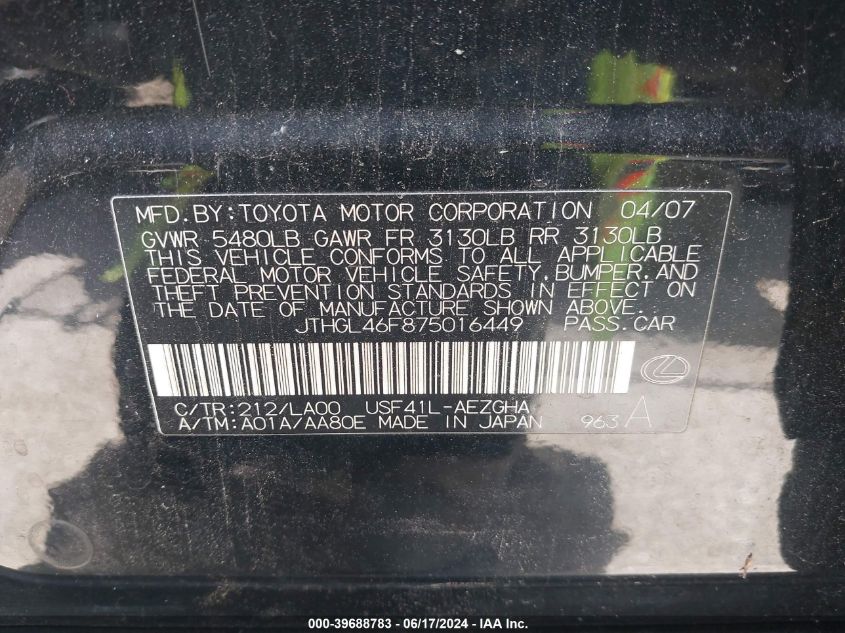 MFD.BY:TOYOTA MOTOR CORPORATION 04/07
GVWR 5480LB GAWR FR 3130LB RR 3130LB
THIS VEHICLE CONFORMS TO ALL APPLICABLE
FEDERAL MOTOR VEHICLE SAFETY,BUMPER,AND
THEFT PREVENTION STANDARDS IN EFFECT ON
THE DATE OF MANUFACTURE SHOWN ABOVE.
JTHGL46F875016449 PASS.CAR
C/TR:212/LA00 USF41L-AEZGHA
A/TM:A01A/AA80E MADE IN JAPAN 963 A
000-39688783 - 06/17/2024 - IAAI.COM